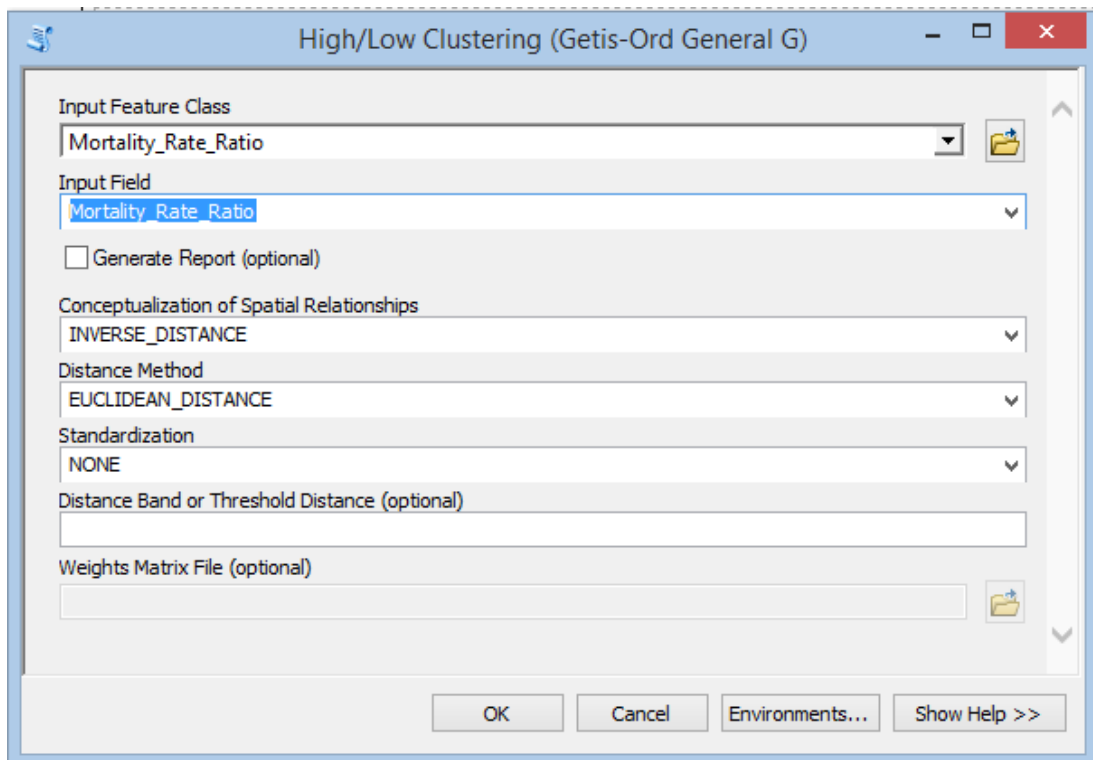 High/Low Clustering (Getis-Ord General G)
Input Feature Class
Mortality_Rate_Ratio
Input Field
Mortality_Rate_Ratio
Generate Report (optional)
Conceptualization of Spatial Relationships
INVERSE_DISTANCE
Distance Method
EUCLIDEAN_DISTANCE
Standardization
NONE
Distance Band or Threshold Distance (optional)
Weights Matrix File (optional)
OK Cancel Environments... Show Help >>